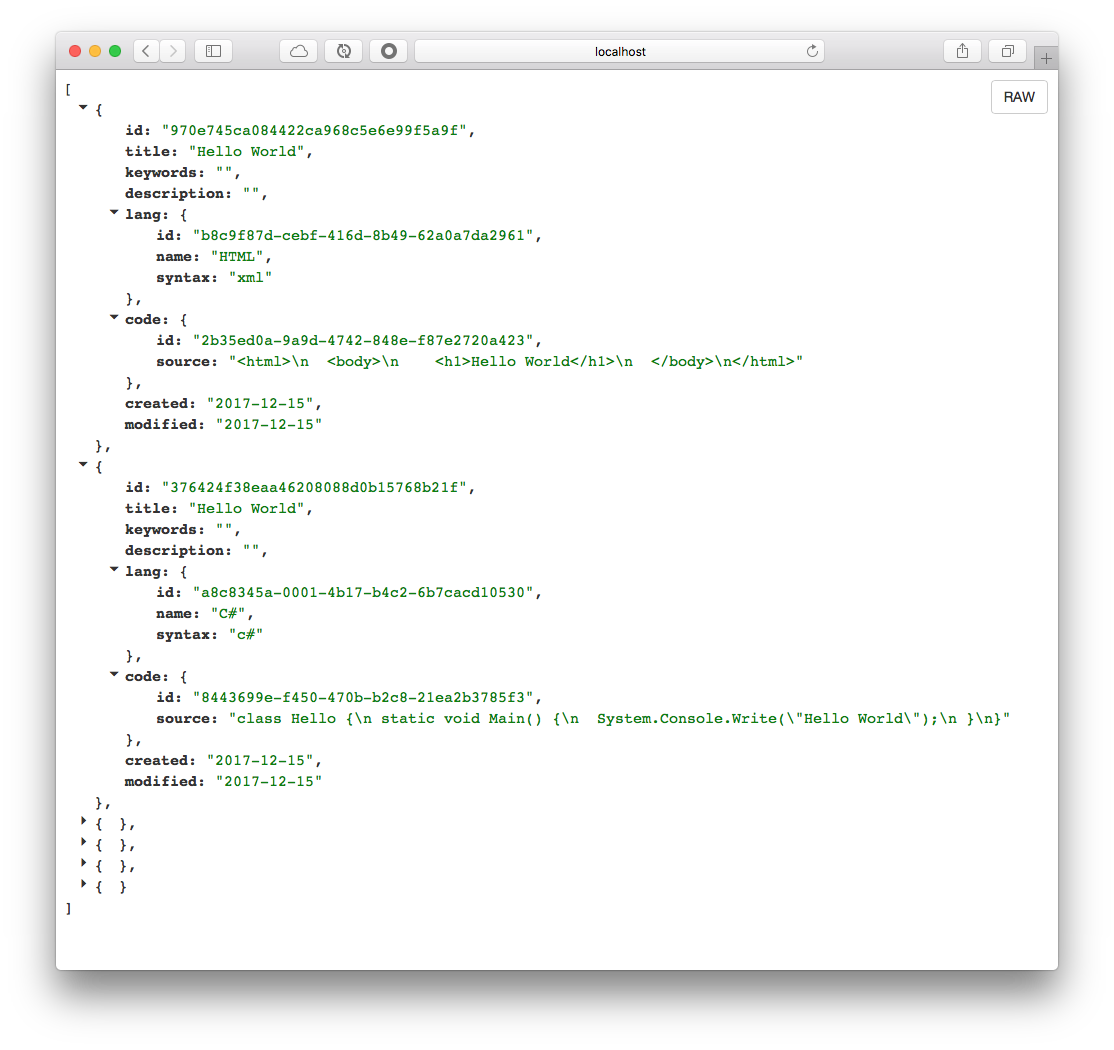 localhost
RAW
[
{
id: "970e745ca084422ca968c5e6e99f5a9f",
title: "Hello World",
keywords: "",
description: "",
lang: {
id: "b8c9f87d-cebf-416d-8b49-62a0a7da2961",
name: "HTML",
syntax: "xml"
},
code: {
id: "2b35ed0a-9a9d-4742-848e-f87e2720a423",
source: "<html>\n  <body>\n    <h1>Hello World</h1>\n  </body>\n</html>"
},
created: "2017-12-15",
modified: "2017-12-15"
},
{
id: "376424f38eaa46208088d0b15768b21f",
title: "Hello World",
keywords: "",
description: "",
lang: {
id: "a8c8345a-0001-4b17-b4c2-6b7cacd10530",
name: "C#",
syntax: "c#"
},
code: {
id: "8443699e-f450-470b-b2c8-21ea2b3785f3",
source: "class Hello {\n static void Main() {\n  System.Console.Write(\"Hello World\");\n }\n}"
},
created: "2017-12-15",
modified: "2017-12-15"
},
{  },
{  },
{  },
{  }
]